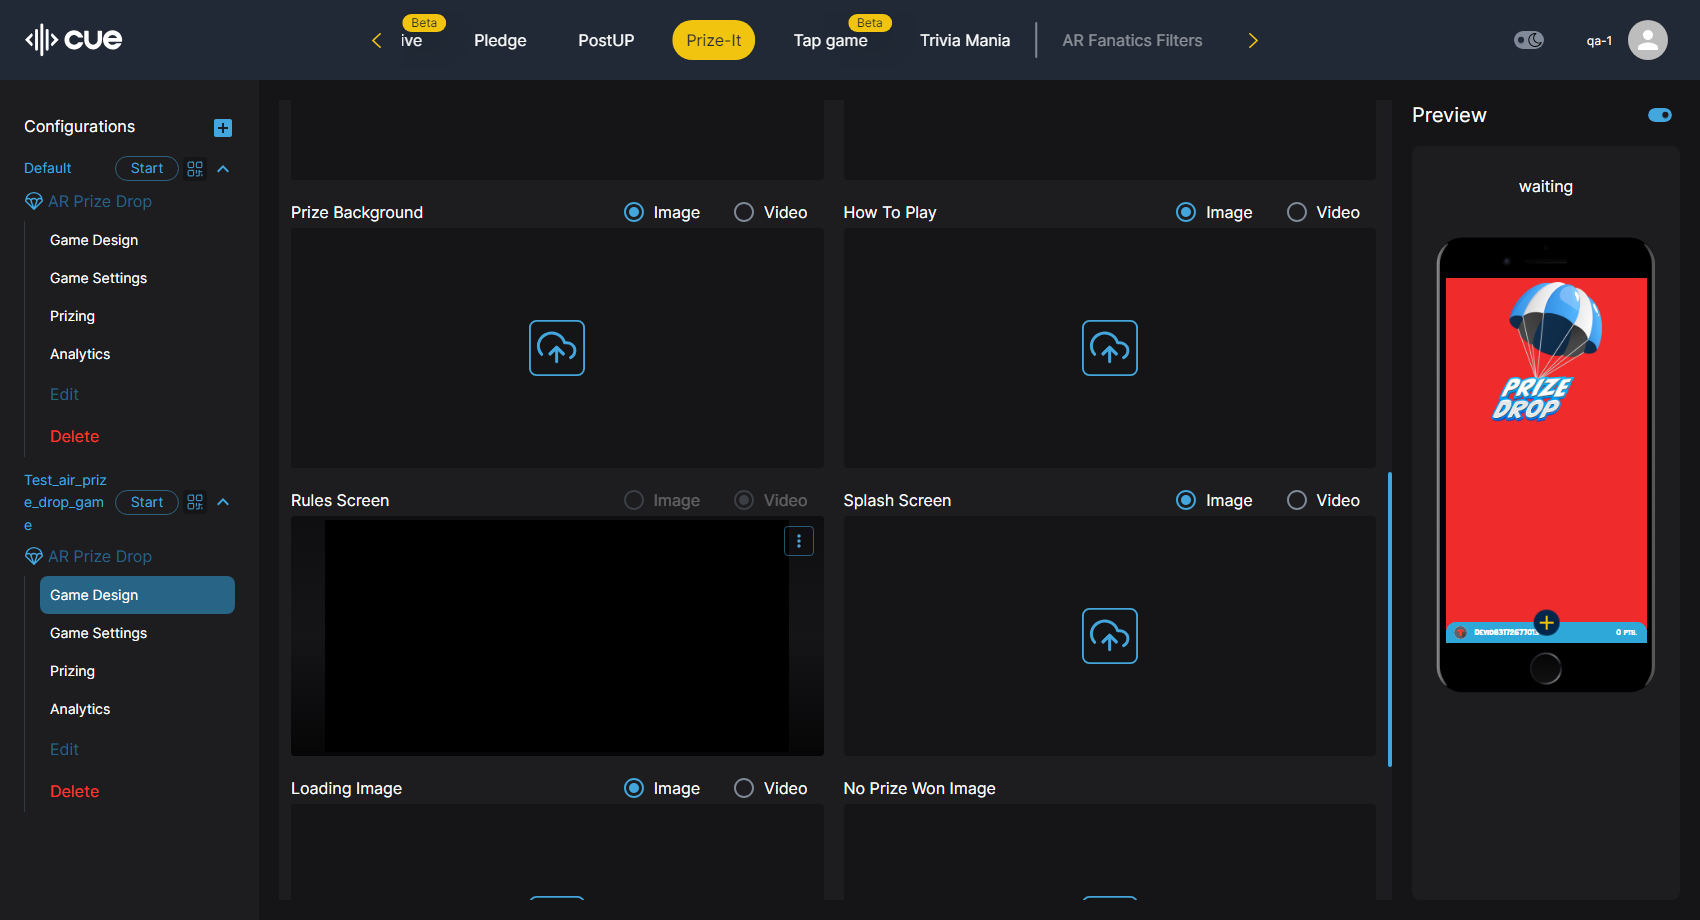 cue
Beta
ive
Pledge
PostUP
Prize-It
Beta
Tap game
Trivia Mania
AR Fanatics Filters
qa-1
Configurations
Default
Start
AR Prize Drop
Game Design
Game Settings
Prizing
Analytics
Edit
Delete
Test_air_priz
e_drop_gam
e
Start
AR Prize Drop
Game Design
Game Settings
Prizing
Analytics
Edit
Delete
Prize Background
Image
Video
How To Play
Image
Video
Rules Screen
Image
Video
Splash Screen
Image
Video
Loading Image
Image
Video
No Prize Won Image
Preview
waiting
PRIZE
DROP
0 PTS.